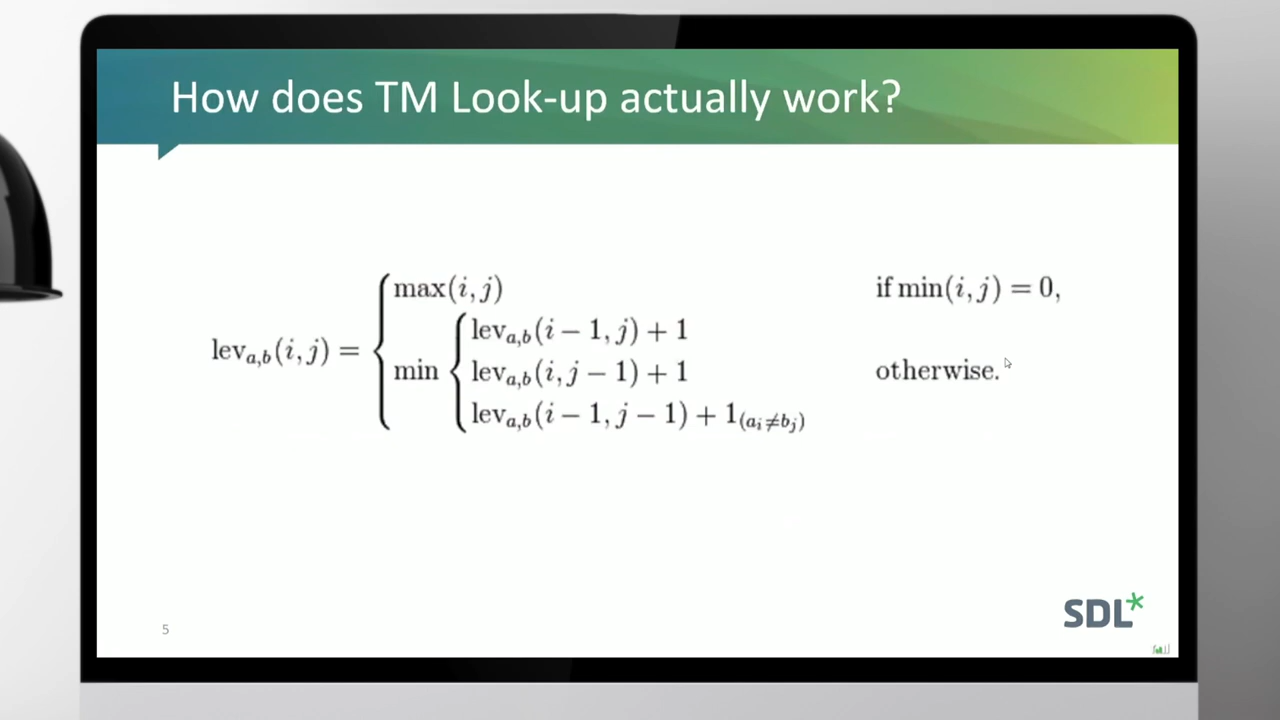 How does TM Look-up actually work?
lev_{a,b}(i, j) = { max(i, j) if min(i, j) = 0,
min { lev_{a,b}(i − 1, j) + 1
lev_{a,b}(i, j − 1) + 1 otherwise.
lev_{a,b}(i − 1, j − 1) + 1_{(a_i ≠ b_j)}
SDL*
5